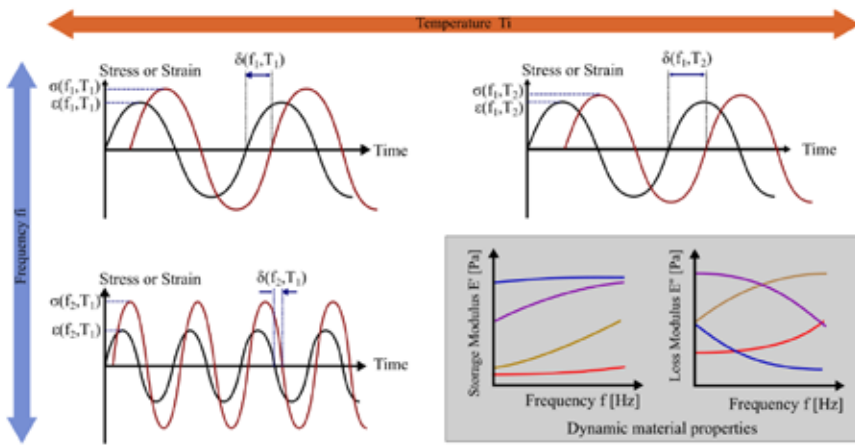 Temperature Ti
Frequency fi
Stress or Strain
δ(f₁,T₁)
σ(f₁,T₁)
ε(f₁,T₁)
Time
Stress or Strain
δ(f₁,T₂)
σ(f₁,T₂)
ε(f₁,T₂)
Time
Stress or Strain
δ(f₂,T₁)
σ(f₂,T₁)
ε(f₂,T₁)
Time
Storage Modulus E' [Pa]
Frequency f [Hz]
Loss Modulus E" [Pa]
Frequency f [Hz]
Dynamic material properties